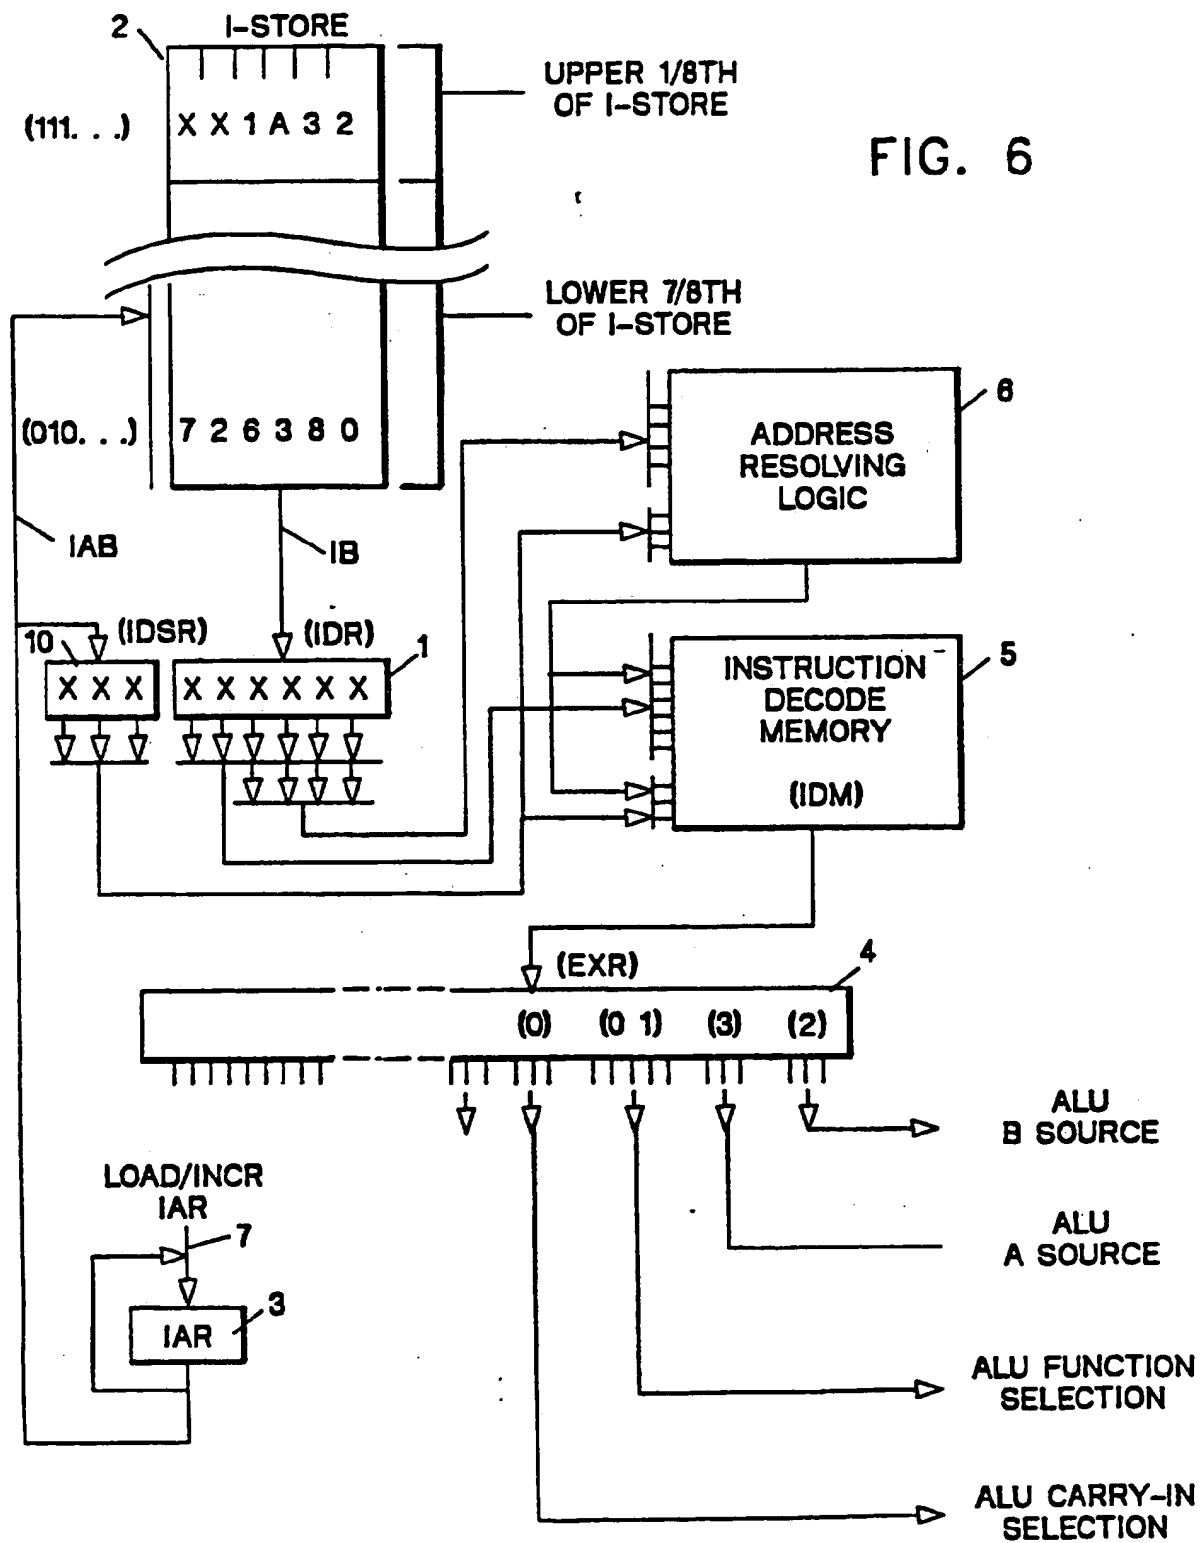 I-STORE
2
UPPER 1/8TH
OF I-STORE
(111. . .)
X X 1 A 3 2
FIG. 6
LOWER 7/8TH
OF I-STORE
(010. . .)
7 2 6 3 8 0
6
ADDRESS
RESOLVING
LOGIC
IAB
IB
10
(IDSR)
(IDR)
1
X X X
X X X X X X
5
INSTRUCTION
DECODE
MEMORY
(IDM)
(EXR)
4
(0)
(0 1)
(3)
(2)
ALU
B SOURCE
LOAD/INCR
IAR
7
ALU
A SOURCE
3
IAR
ALU FUNCTION
SELECTION
ALU CARRY-IN
SELECTION